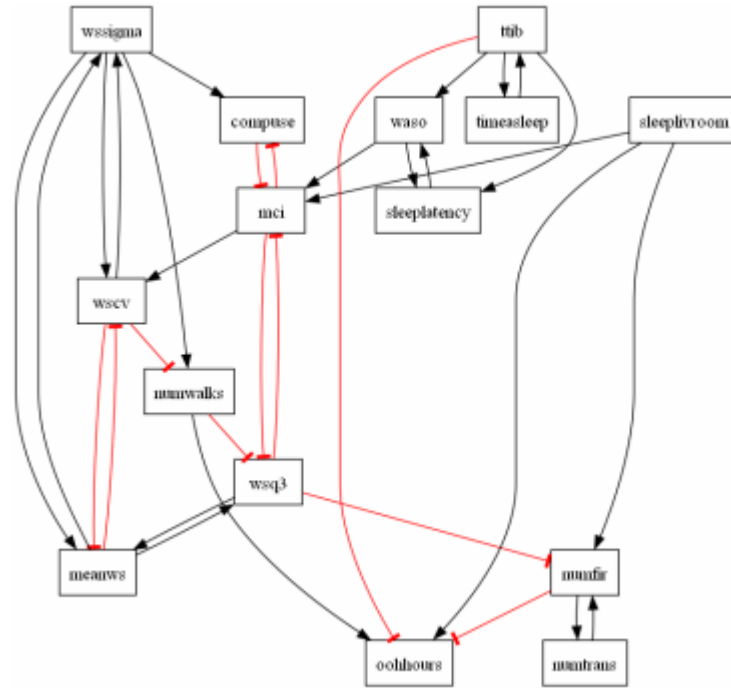 wssigma
ttib
compuse
waso
timeasleep
sleeplivroom
mci
sleeplatency
wscv
numwalks
wsq3
meanws
numfir
oohhours
numtrans